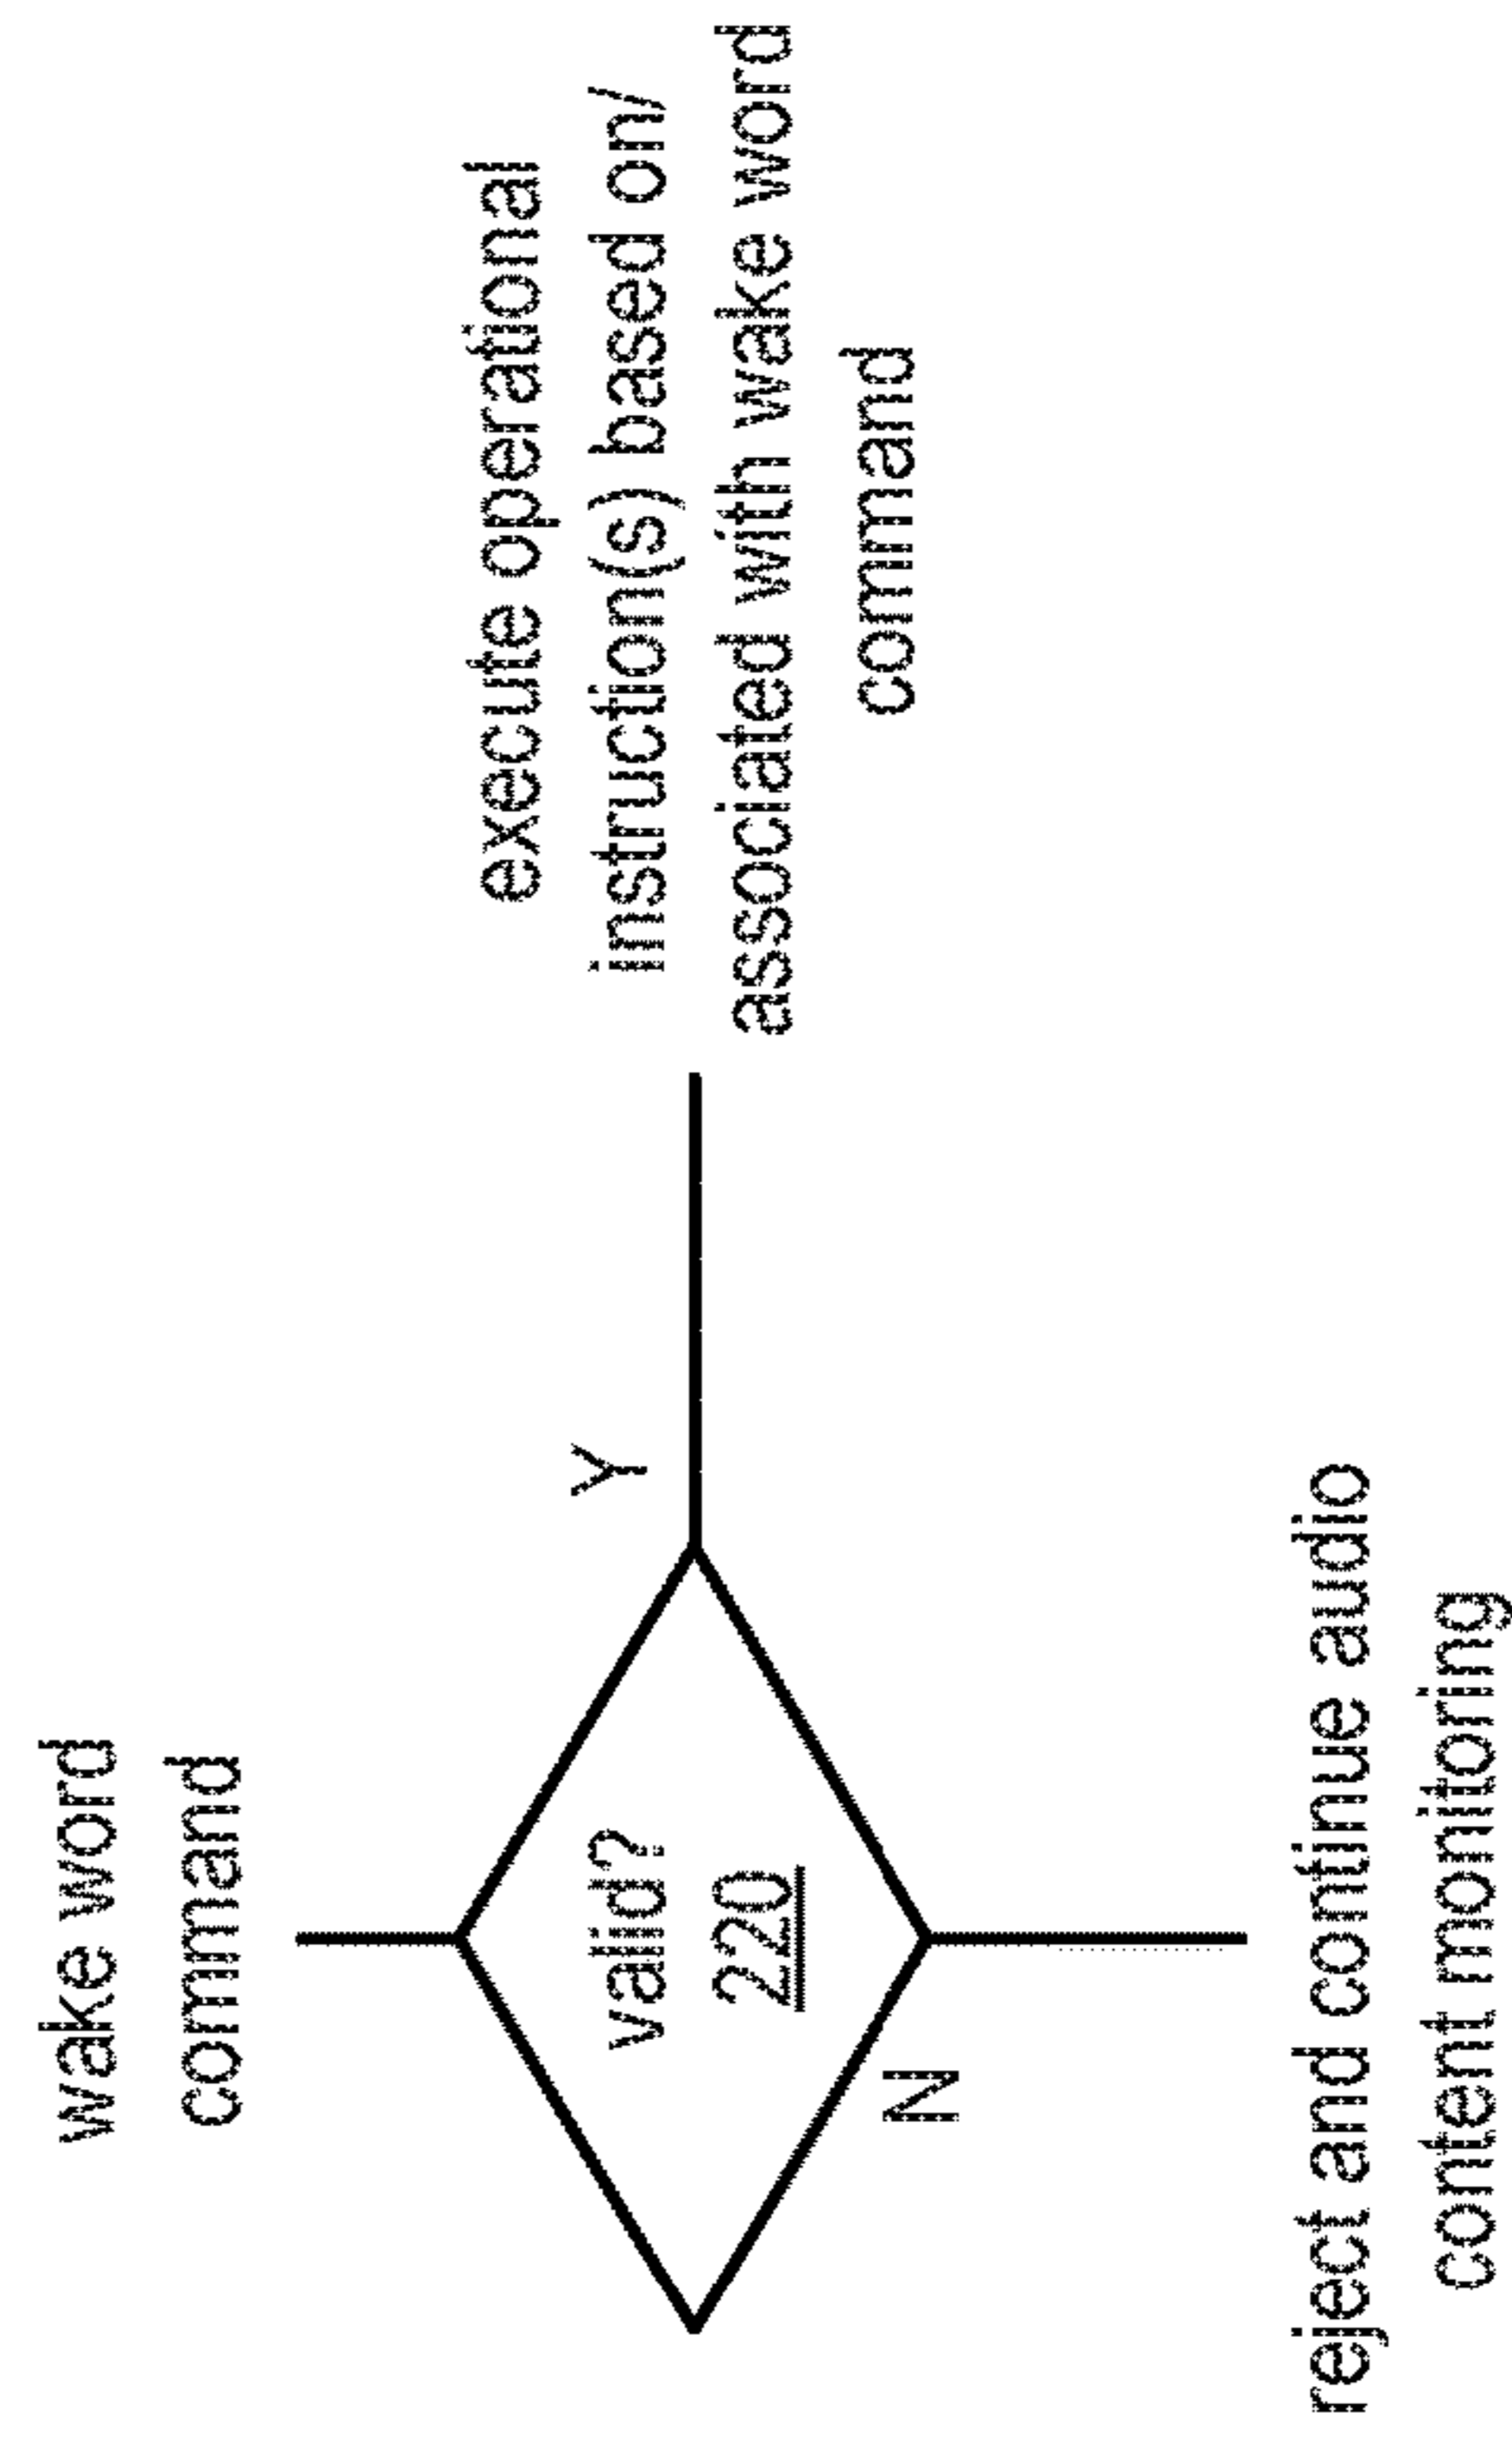 wake word
command
valid?
220
Y
N
execute operational
instruction(s) based on/
associated with wake word
command
reject and continue audio
content monitoring